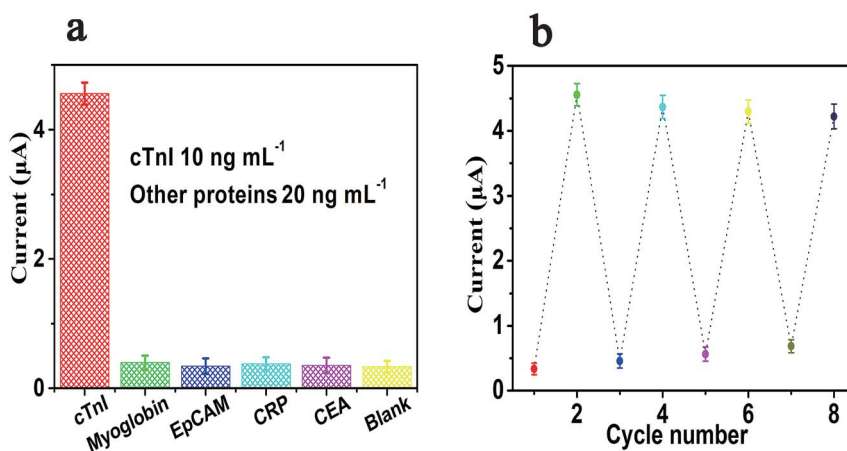 a
Current (μA)
4
2
0
cTnI 10 ng mL⁻¹
Other proteins 20 ng mL⁻¹
cTnI
Myoglobin
EpCAM
CRP
CEA
Blank
b
Current (μA)
5
4
3
2
1
0
2
4
6
8
Cycle number